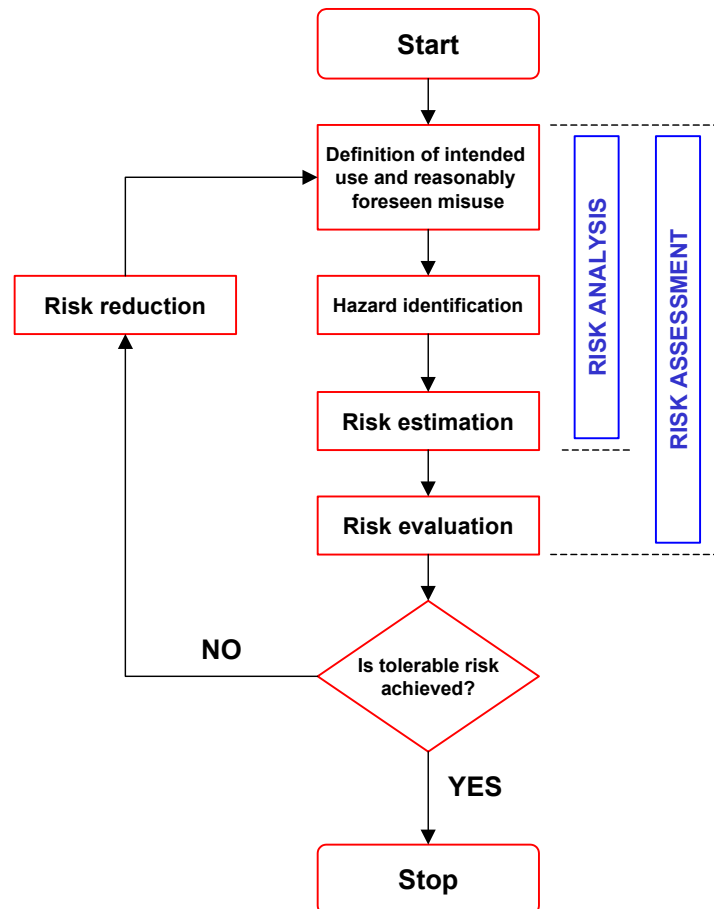 Start
Definition of intended
use and reasonably
foreseen misuse
Risk reduction
Hazard identification
Risk estimation
Risk evaluation
RISK ANALYSIS
RISK ASSESSMENT
NO
Is tolerable risk
achieved?
YES
Stop